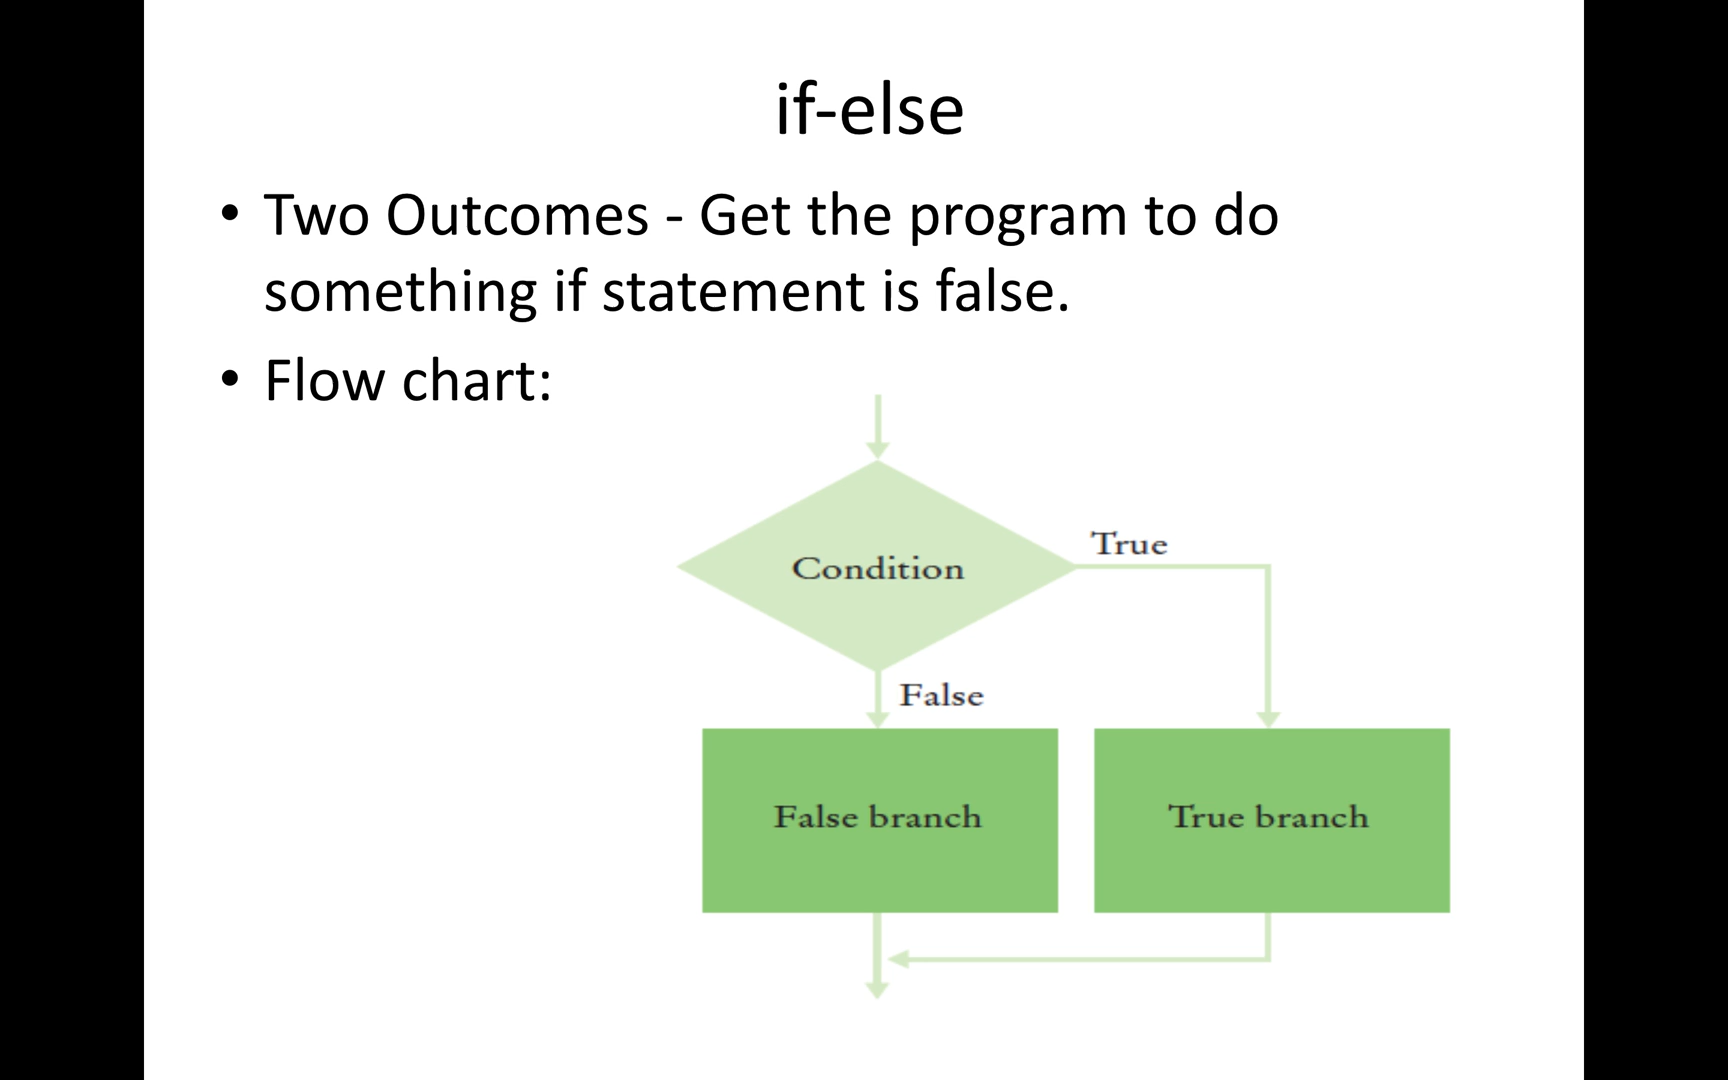 if-else
• Two Outcomes - Get the program to do
something if statement is false.
• Flow chart:
Condition
True
False
False branch
True branch